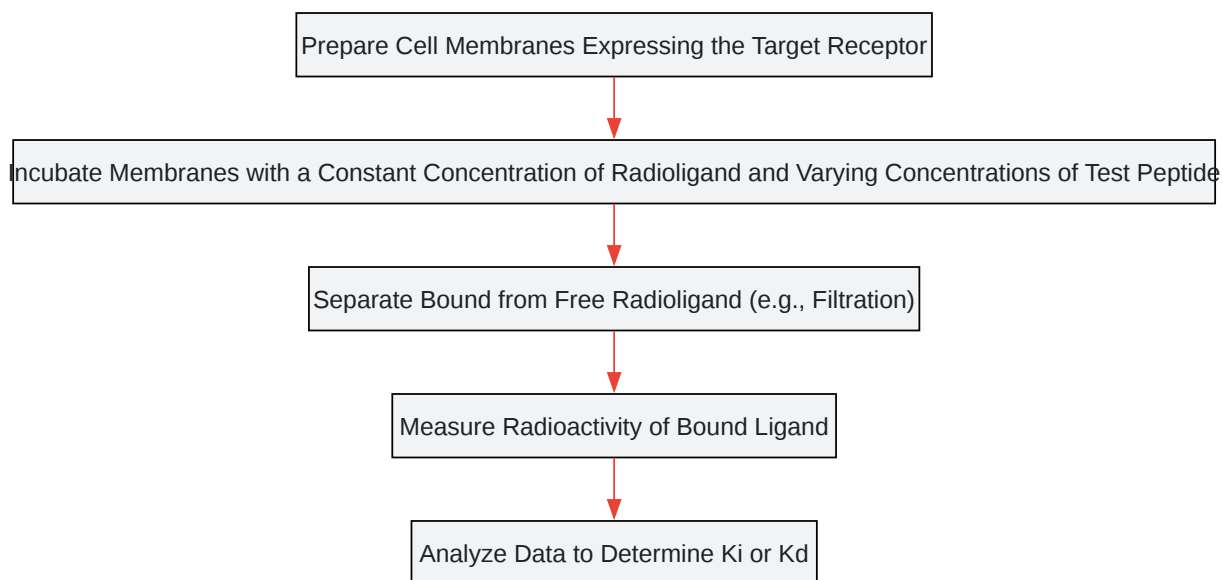 Prepare Cell Membranes Expressing the Target Receptor
Incubate Membranes with a Constant Concentration of Radioligand and Varying Concentrations of Test Peptide
Separate Bound from Free Radioligand (e.g., Filtration)
Measure Radioactivity of Bound Ligand
Analyze Data to Determine Ki or Kd